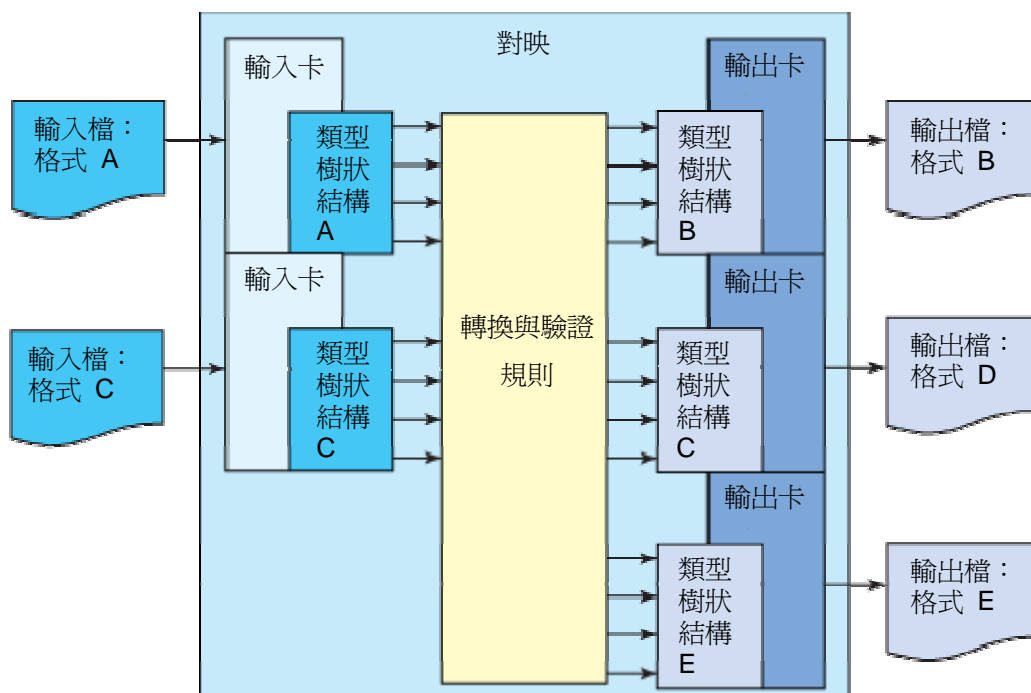 對映
輸入卡
輸出卡
輸入檔：
格式 A
類型
樹狀
結構
A
類型
樹狀
結構
B
輸出檔：
格式 B
輸入卡
輸出卡
轉換與驗證
規則
輸入檔：
格式 C
類型
樹狀
結構
C
類型
樹狀
結構
C
輸出檔：
格式 D
輸出卡
類型
樹狀
結構
E
輸出檔：
格式 E